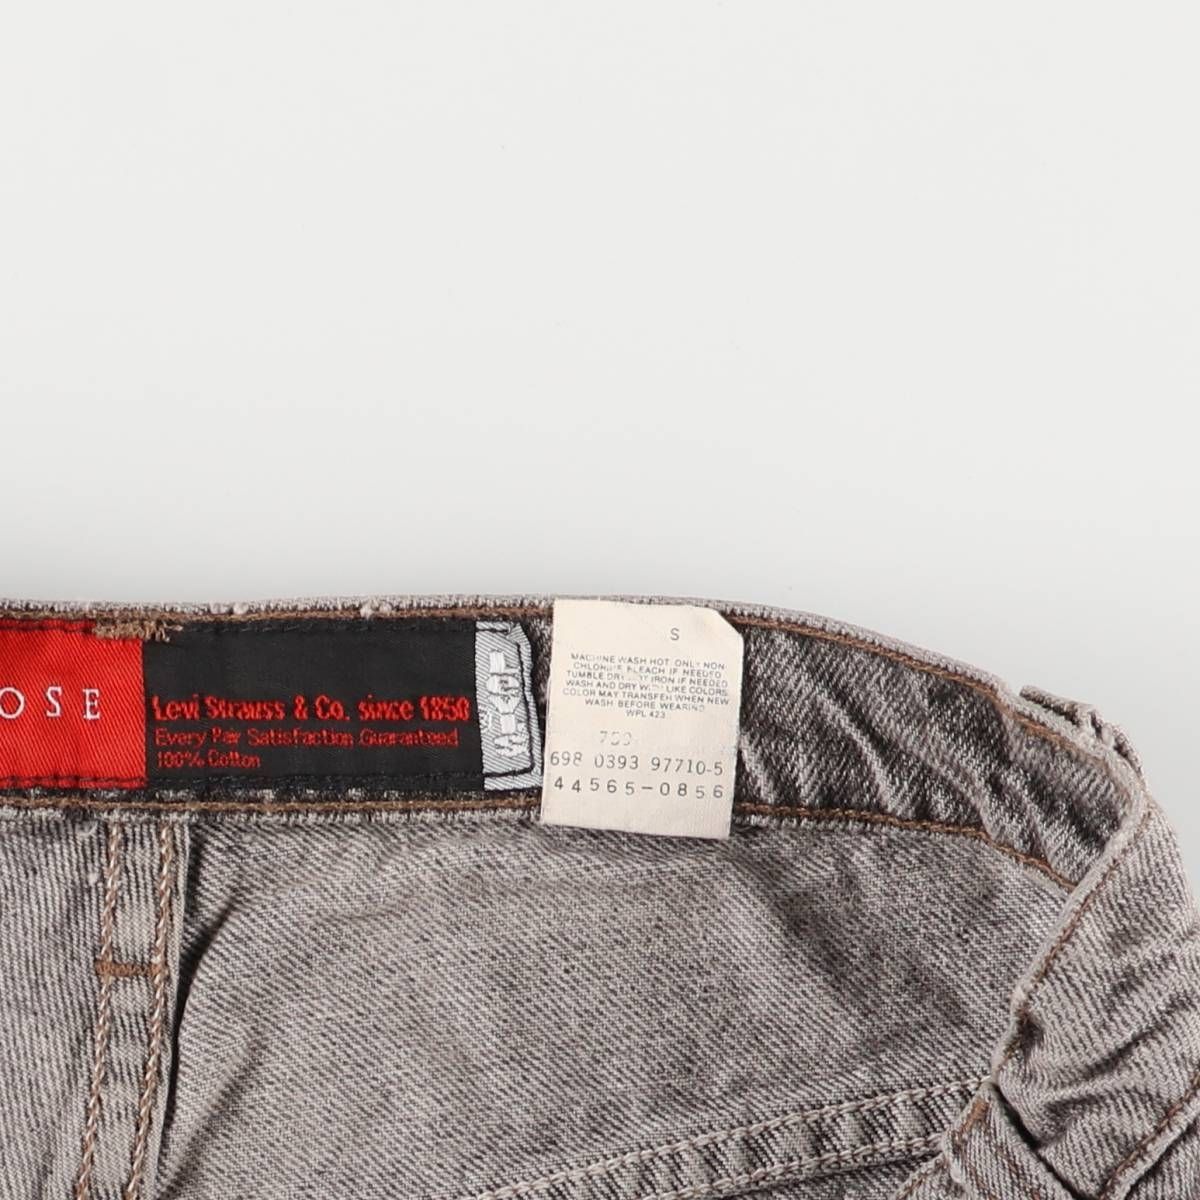 OSE
Levi Strauss & Co. since 1850
Every Pair Satisfaction Guaranteed
100% Cotton
S
MACHINE WASH HOT. ONLY NON-
CHLORINE BLEACH IF NEEDED
TUMBLE DRY IRON IF NEEDED
WASH AND DRY WITH LIKE COLORS.
COLOR MAY TRANSFER WHEN NEW
WASH BEFORE WEARING
WPL 423
698 0393 97710-5
44565-0856